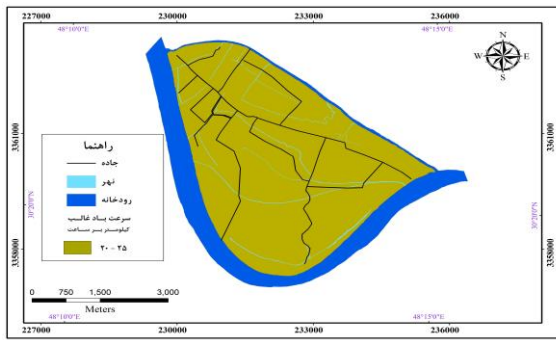 227000 230000 233000 236000
48°10'0"E 48°15'0"E
N
W E
S
3361000 3361000
راهنما
جاده
نهر
رودخانه
سرعت باد غالب
کیلومتر بر ساعت
۲۰ - ۲۵
30°20'0"N 30°20'0"N
3358000 3358000
0 750 1,500 3,000
Meters
48°10'0"E 48°15'0"E
227000 230000 233000 236000